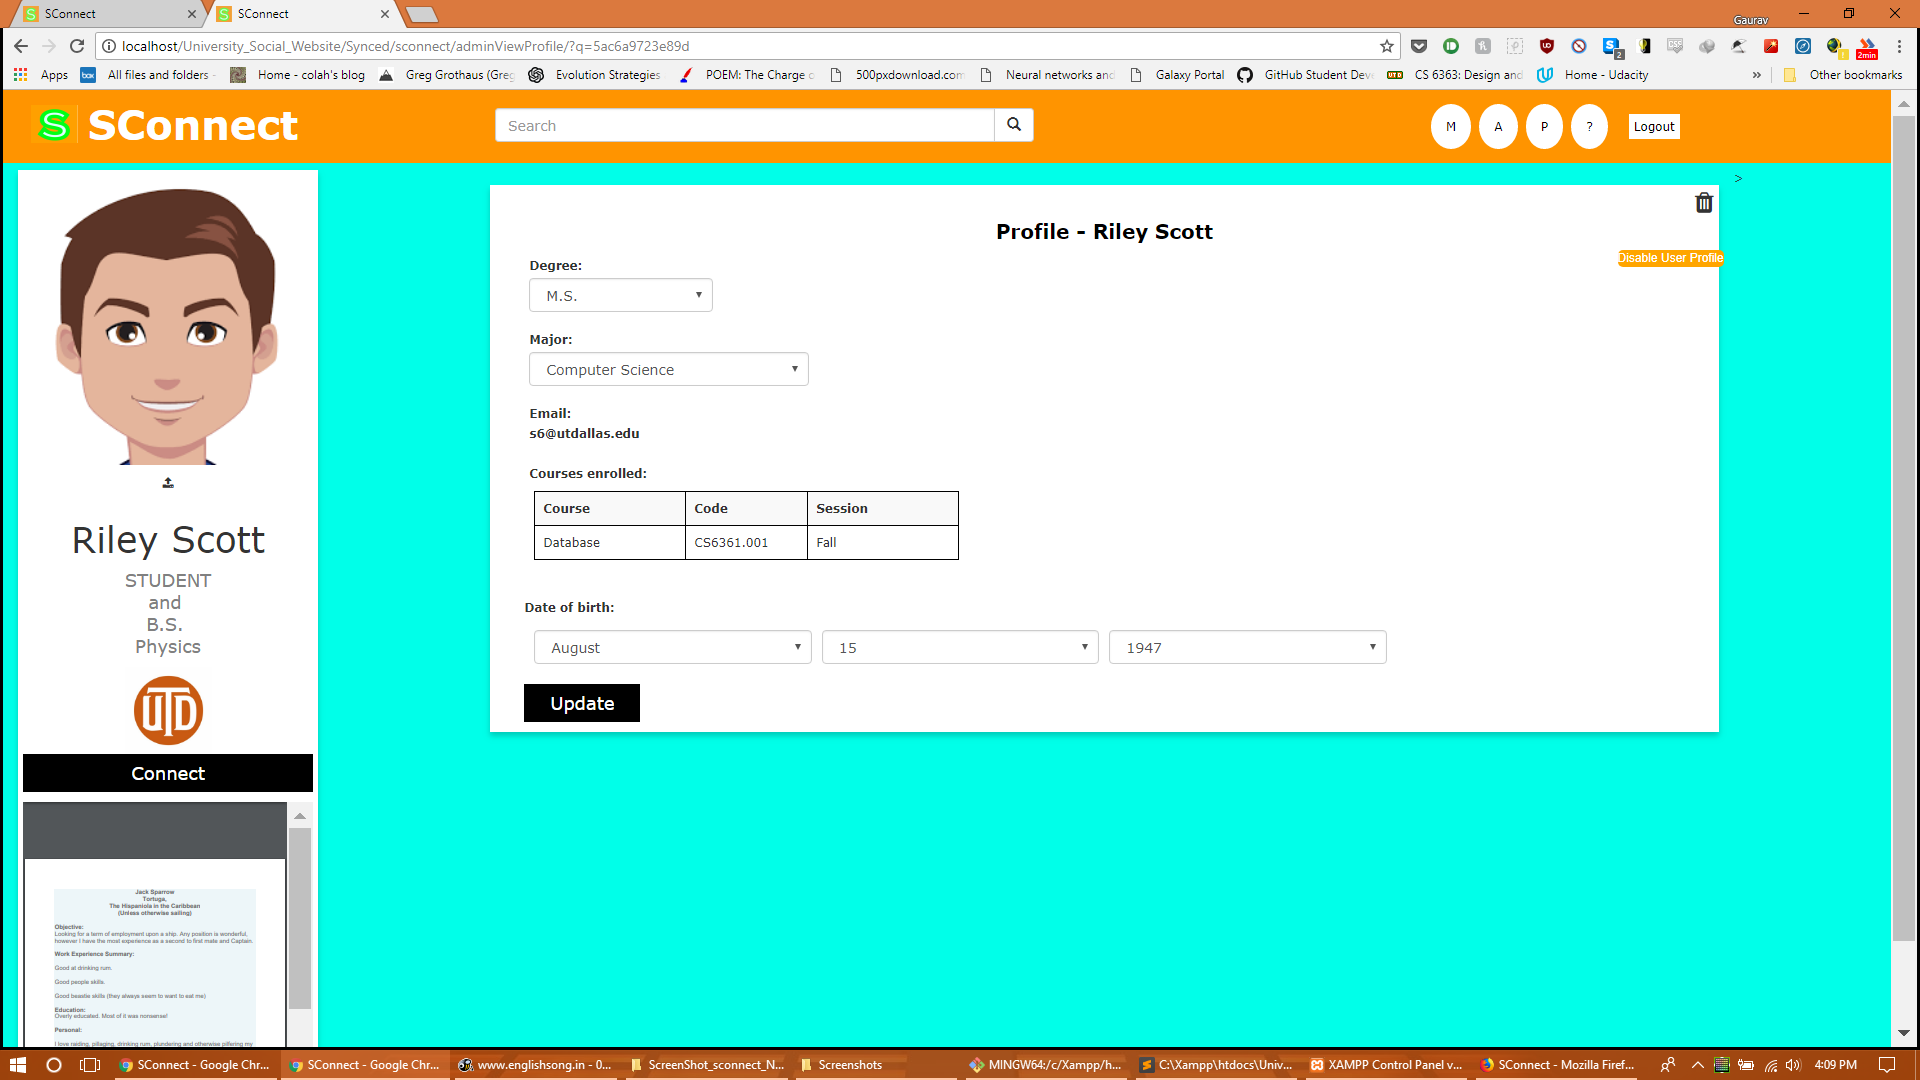 SConnect
SConnect
Gaurav
localhost/University_Social_Website/Synced/sconnect/adminViewProfile/?q=5ac6a9723e89d
2
1
2min
Apps
box
All files and folders -
Home - colah's blog
Greg Grothaus (Greg
Evolution Strategies
POEM: The Charge o
500pxdownload.com
Neural networks and
Galaxy Portal
GitHub Student Deve
UTD
CS 6363: Design and
Home - Udacity
»
Other bookmarks
S
SConnect
Search
M
A
P
?
Logout
>
Profile - Riley Scott
Disable User Profile
Degree:
M.S.
Major:
Computer Science
Email:
s6@utdallas.edu
Courses enrolled:
Course Code Session
Database CS6361.001 Fall
Date of birth:
August
15
1947
Update
Riley Scott
STUDENT
and
B.S.
Physics
UTD
Connect
Jack Sparrow
Tortuga,
The Hispaniola in the Caribbean
(Unless otherwise sailing)
Objective:
Looking for a term of employment upon a ship. Any position is wonderful,
however I have the most experience as a second to first mate and Captain.
Work Experience Summary:
Good at drinking rum.
Good people skills.
Good beastie skills (they always seem to want to eat me)
Education:
Overly educated. Most of it was nonsense!
Personal:
I love raiding, pillaging, drinking rum, plundering and otherwise pilfering my
SConnect - Google Chr...
SConnect - Google Chr...
www.englishsong.in - 0...
ScreenShot_sconnect_N...
Screenshots
MINGW64:/c/Xampp/h...
C:\Xampp\htdocs\Univ...
XAMPP Control Panel v...
SConnect - Mozilla Firef...
4:09 PM